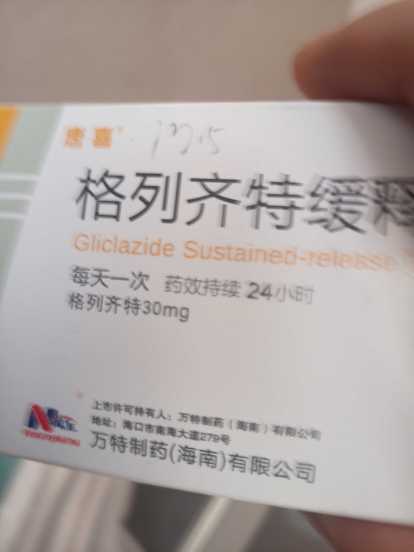 唐喜®
格列齐特缓释
Gliclazide Sustained-release
每天一次 药效持续 24小时
格列齐特30mg
上市许可持有人：万特制药（海南）有限公司
地址：海口市南海大道279号
万特制药(海南)有限公司